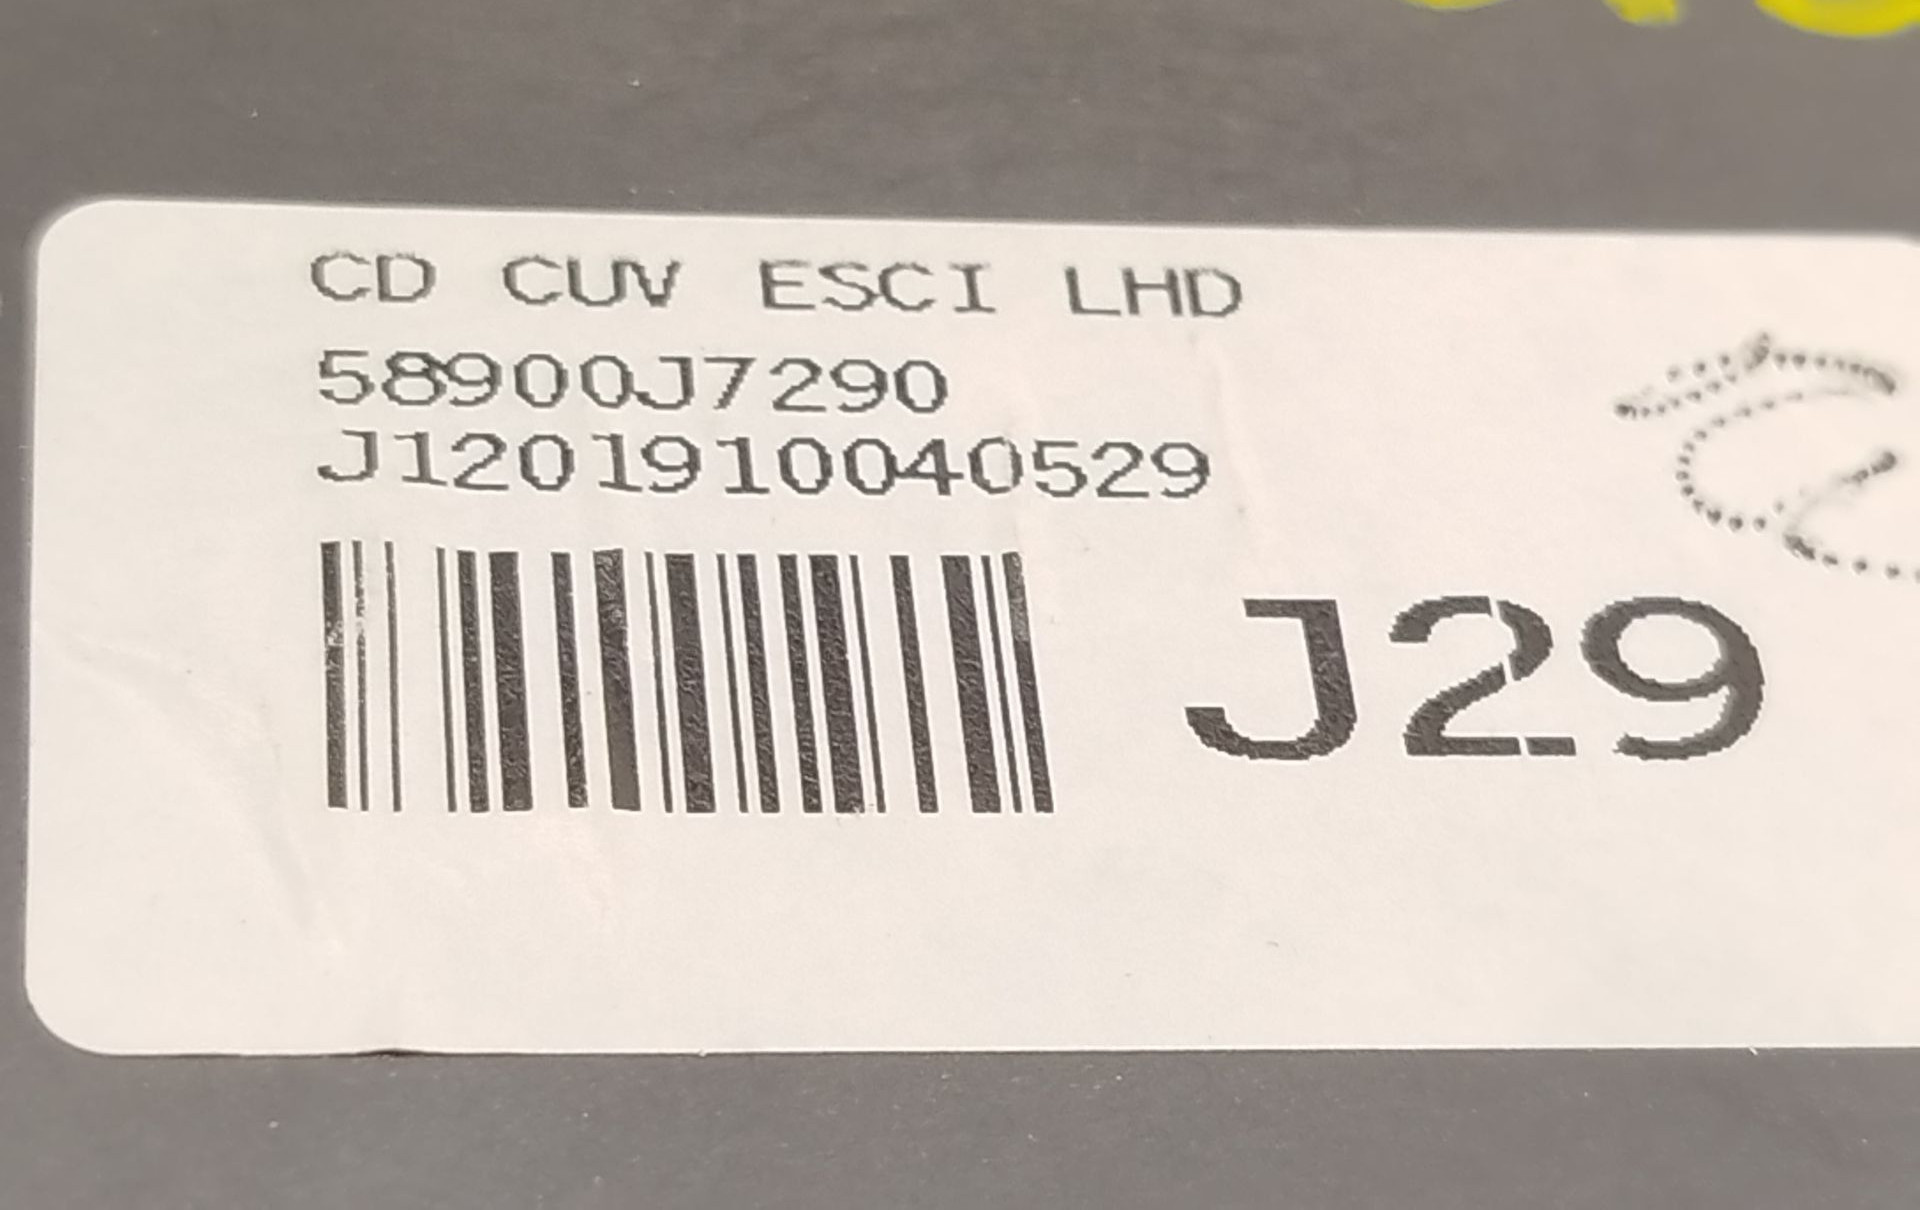 CD CUV ESCI LHD
58900J7290
J1201910040529
J29